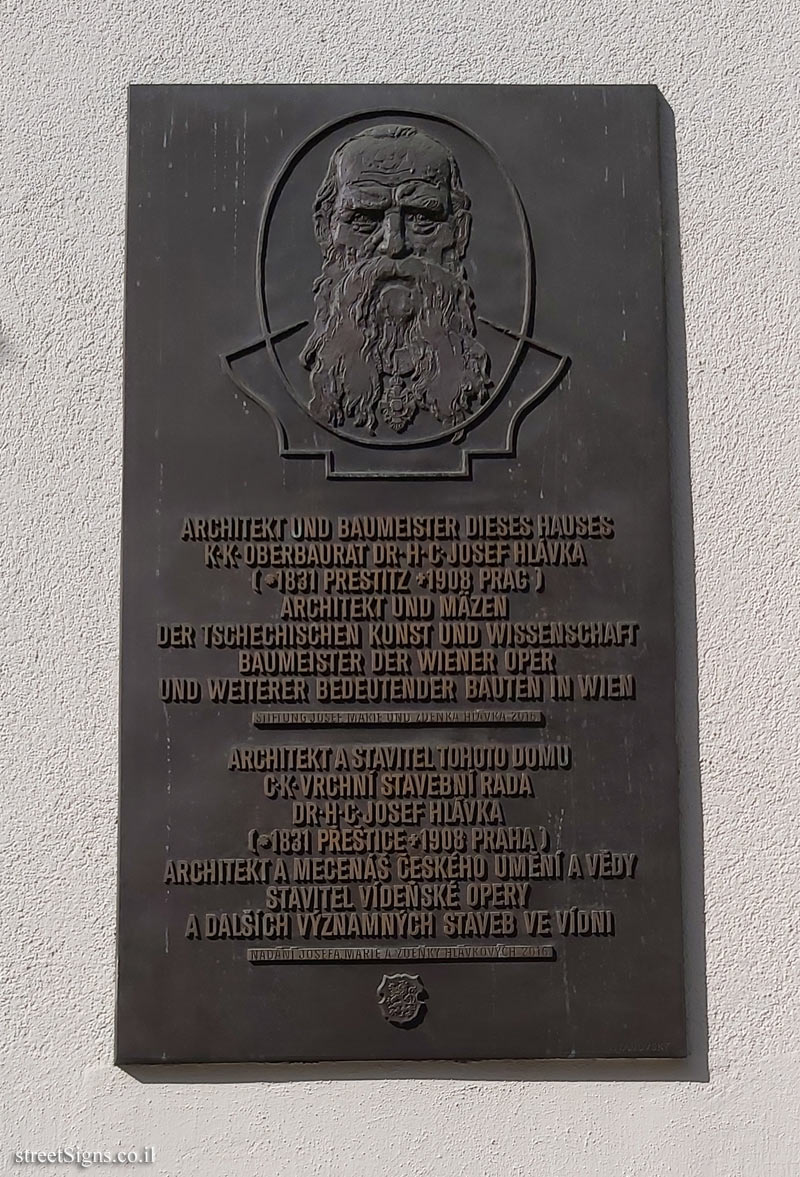 ARCHITEKT UND BAUMEISTER DIESES HAUSES
K·K·OBERBAURAT DR·H·C·JOSEF HLÁVKA
(*1831 PRESTITZ +1908 PRAG)
ARCHITEKT UND MÄZEN
DER TSCHECHISCHEN KUNST UND WISSENSCHAFT
BAUMEISTER DER WIENER OPER
UND WEITERER BEDEUTENDER BAUTEN IN WIEN
STIFTUNG JOSEF MARIE UND ZDENKA HLÁVKA 2016
ARCHITEKT A STAVITEL TOHOTO DOMU
C·K·VRCHNÍ STAVEBNÍ RADA
DR·H·C·JOSEF HLÁVKA
(*1831 PŘEŠTICE +1908 PRAHA)
ARCHITEKT A MECENÁŠ ČESKÉHO UMĚNÍ A VĚDY
STAVITEL VÍDEŇSKÉ OPERY
A DALŠÍCH VÝZNAMNÝCH STAVEB VE VÍDNI
NADÁNÍ JOSEFA, MARIE A ZDEŇKY HLÁVKOVÝCH 2016
streetSigns.co.il